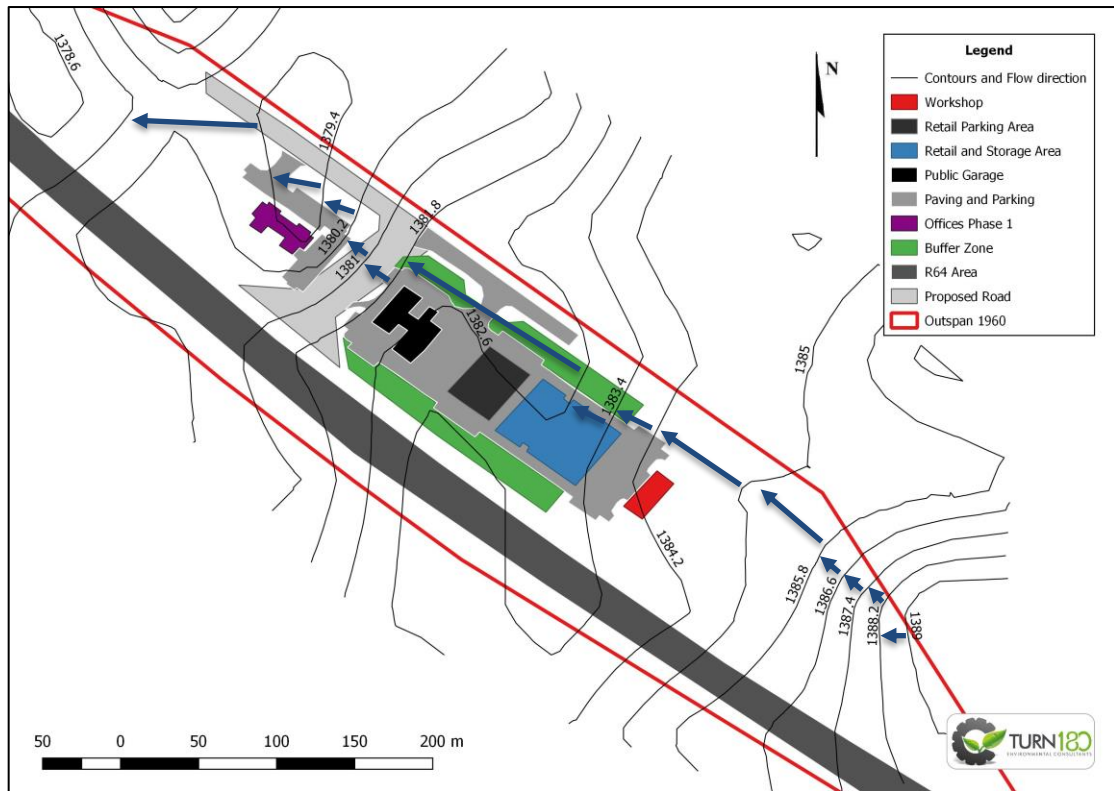 1378.6
1379.4
1380.2
1381
1381.8
1382.6
1383.4
1384.2
1385
1385.8
1386.6
1387.4
1388.2
1389
N
Legend
Contours and Flow direction
Workshop
Retail Parking Area
Retail and Storage Area
Public Garage
Paving and Parking
Offices Phase 1
Buffer Zone
R64 Area
Proposed Road
Outspan 1960
50 0 50 100 150 200 m
TURN180
ENVIRONMENTAL CONSULTANTS